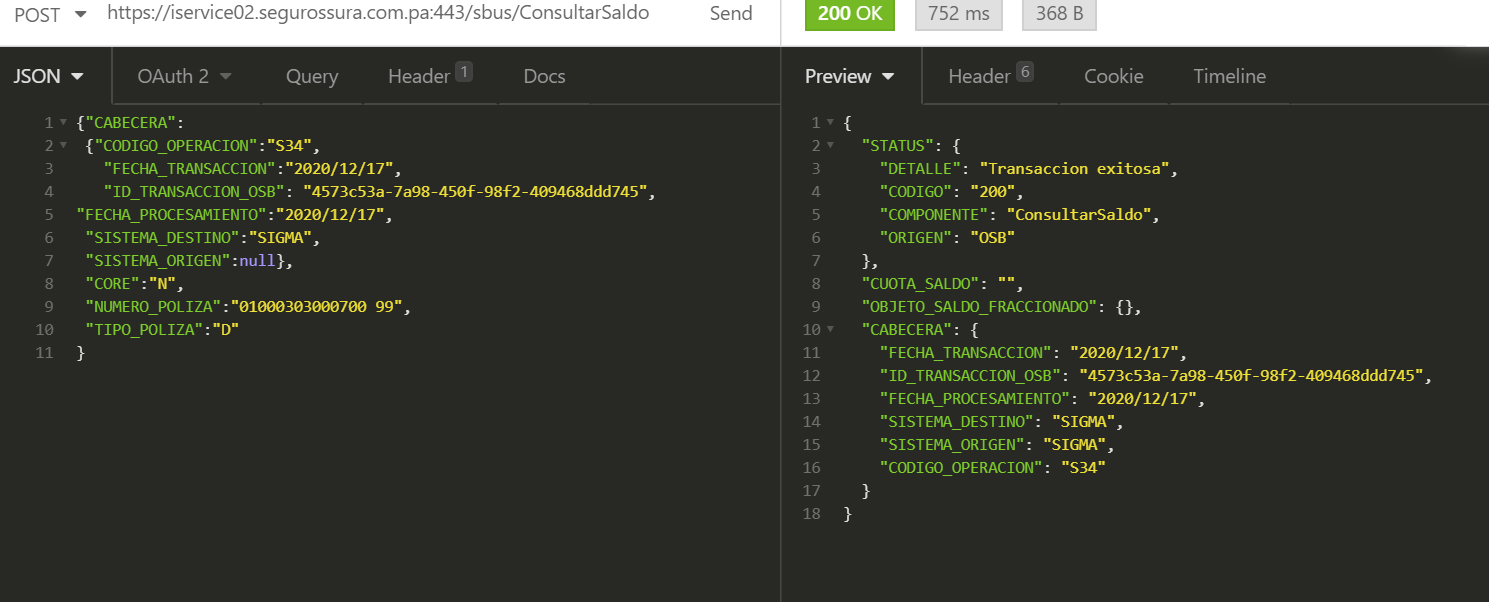 POST https://iservice02.segurossura.com.pa:443/sbus/ConsultarSaldo Send
200 OK 752 ms 368 B
JSON OAuth 2 Query Header 1 Docs
1 {"CABECERA":
2 {"CODIGO_OPERACION":"S34",
3 "FECHA_TRANSACCION":"2020/12/17",
4 "ID_TRANSACCION_OSB": "4573c53a-7a98-450f-98f2-409468ddd745",
5 "FECHA_PROCESAMIENTO":"2020/12/17",
6 "SISTEMA_DESTINO":"SIGMA",
7 "SISTEMA_ORIGEN":null},
8 "CORE":"N",
9 "NUMERO_POLIZA":"01000303000700 99",
10 "TIPO_POLIZA":"D"
11 }
Preview Header 6 Cookie Timeline
1 {
2 "STATUS": {
3 "DETALLE": "Transaccion exitosa",
4 "CODIGO": "200",
5 "COMPONENTE": "ConsultarSaldo",
6 "ORIGEN": "OSB"
7 },
8 "CUOTA_SALDO": "",
9 "OBJETO_SALDO_FRACCIONADO": {},
10 "CABECERA": {
11 "FECHA_TRANSACCION": "2020/12/17",
12 "ID_TRANSACCION_OSB": "4573c53a-7a98-450f-98f2-409468ddd745",
13 "FECHA_PROCESAMIENTO": "2020/12/17",
14 "SISTEMA_DESTINO": "SIGMA",
15 "SISTEMA_ORIGEN": "SIGMA",
16 "CODIGO_OPERACION": "S34"
17 }
18 }